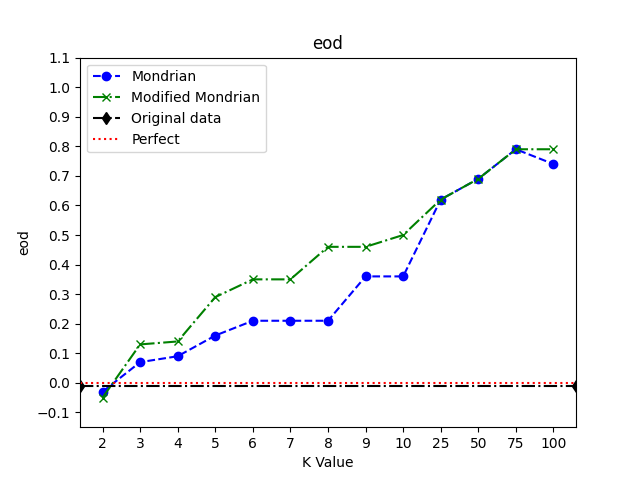 eod
1.1
1.0
0.9
0.8
0.7
0.6
0.5
0.4
0.3
0.2
0.1
0.0
−0.1
eod
Mondrian
Modified Mondrian
Original data
Perfect
2 3 4 5 6 7 8 9 10 25 50 75 100
K Value